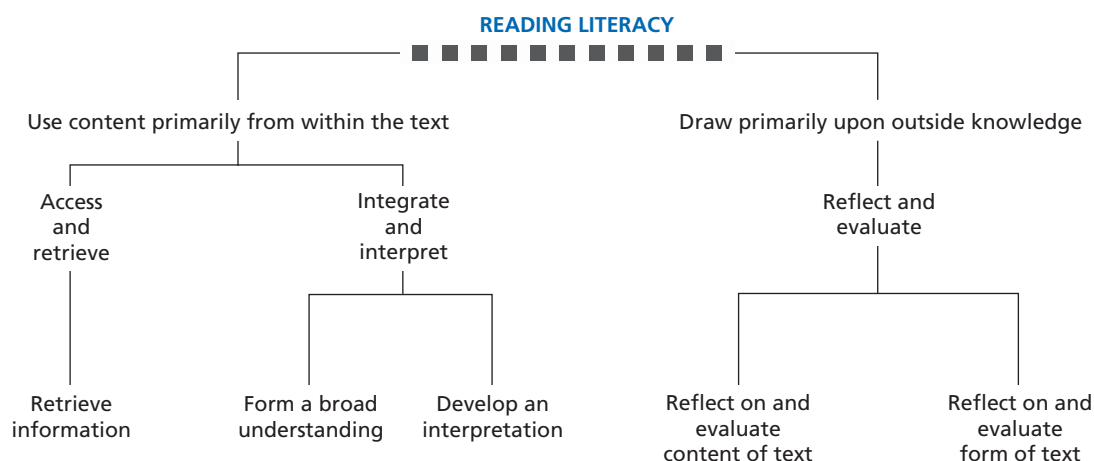 READING LITERACY
Use content primarily from within the text
Draw primarily upon outside knowledge
Access
and
retrieve
Integrate
and
interpret
Reflect and
evaluate
Retrieve
information
Form a broad
understanding
Develop an
interpretation
Reflect on and
evaluate
content of text
Reflect on and
evaluate
form of text